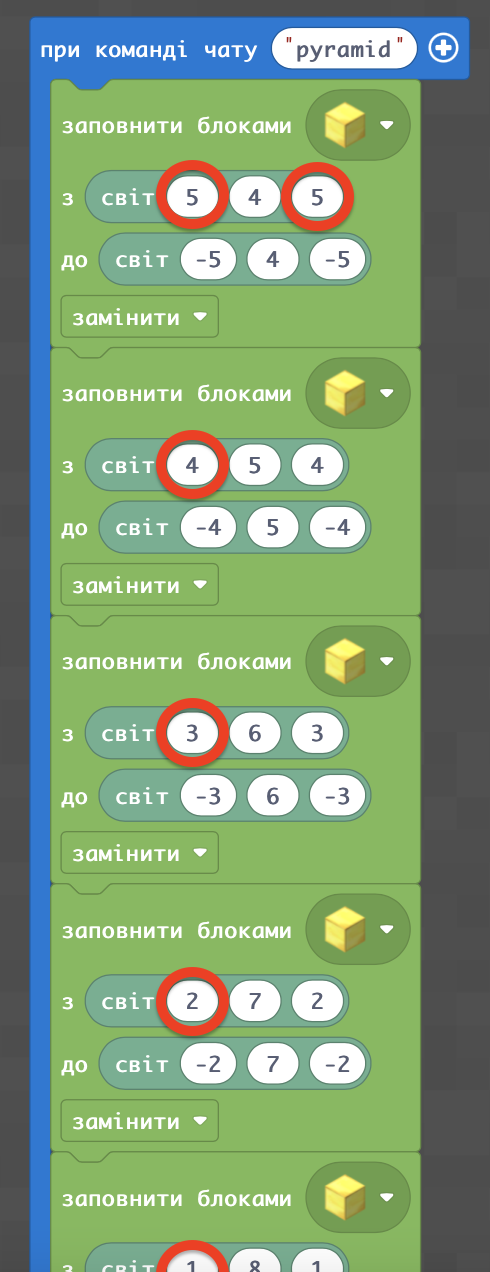 при команді чату "pyramid"
заповнити блоками
з світ 5 4 5
до світ -5 4 -5
замінити
заповнити блоками
з світ 4 5 4
до світ -4 5 -4
замінити
заповнити блоками
з світ 3 6 3
до світ -3 6 -3
замінити
заповнити блоками
з світ 2 7 2
до світ -2 7 -2
замінити
заповнити блоками
з світ 1 8 1